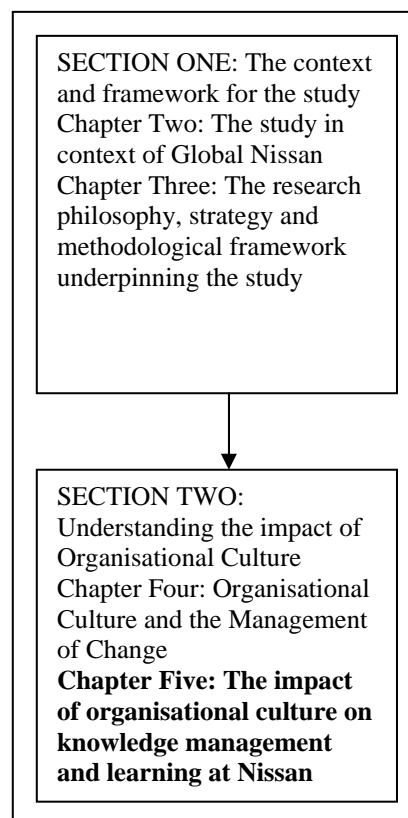 SECTION ONE: The context
and framework for the study
Chapter Two: The study in
context of Global Nissan
Chapter Three: The research
philosophy, strategy and
methodological framework
underpinning the study
SECTION TWO:
Understanding the impact of
Organisational Culture
Chapter Four: Organisational
Culture and the Management
of Change
Chapter Five: The impact
of organisational culture on
knowledge management
and learning at Nissan